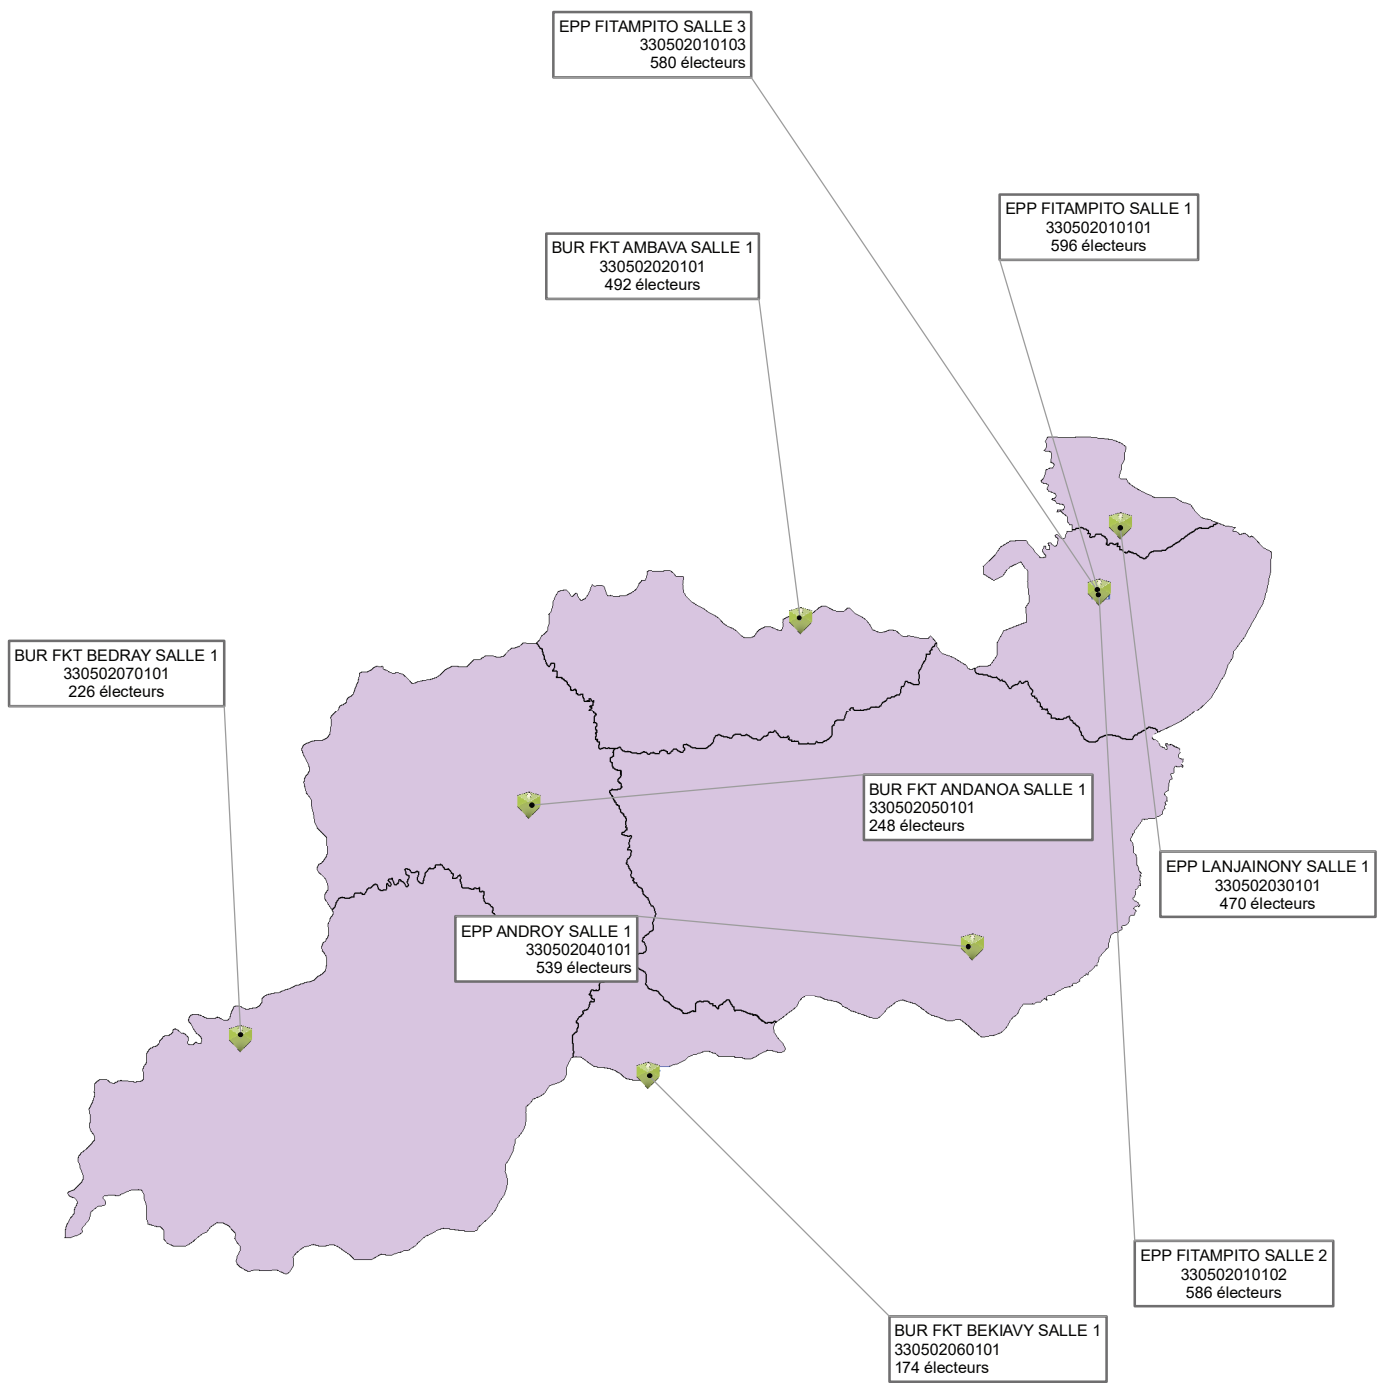 EPP FITAMPITO SALLE 3
330502010103
580 électeurs
EPP FITAMPITO SALLE 1
330502010101
596 électeurs
BUR FKT AMBAVA SALLE 1
330502020101
492 électeurs
BUR FKT BEDRAY SALLE 1
330502070101
226 électeurs
BUR FKT ANDANOA SALLE 1
330502050101
248 électeurs
EPP LANJAINONY SALLE 1
330502030101
470 électeurs
EPP ANDROY SALLE 1
330502040101
539 électeurs
EPP FITAMPITO SALLE 2
330502010102
586 électeurs
BUR FKT BEKIAVY SALLE 1
330502060101
174 électeurs